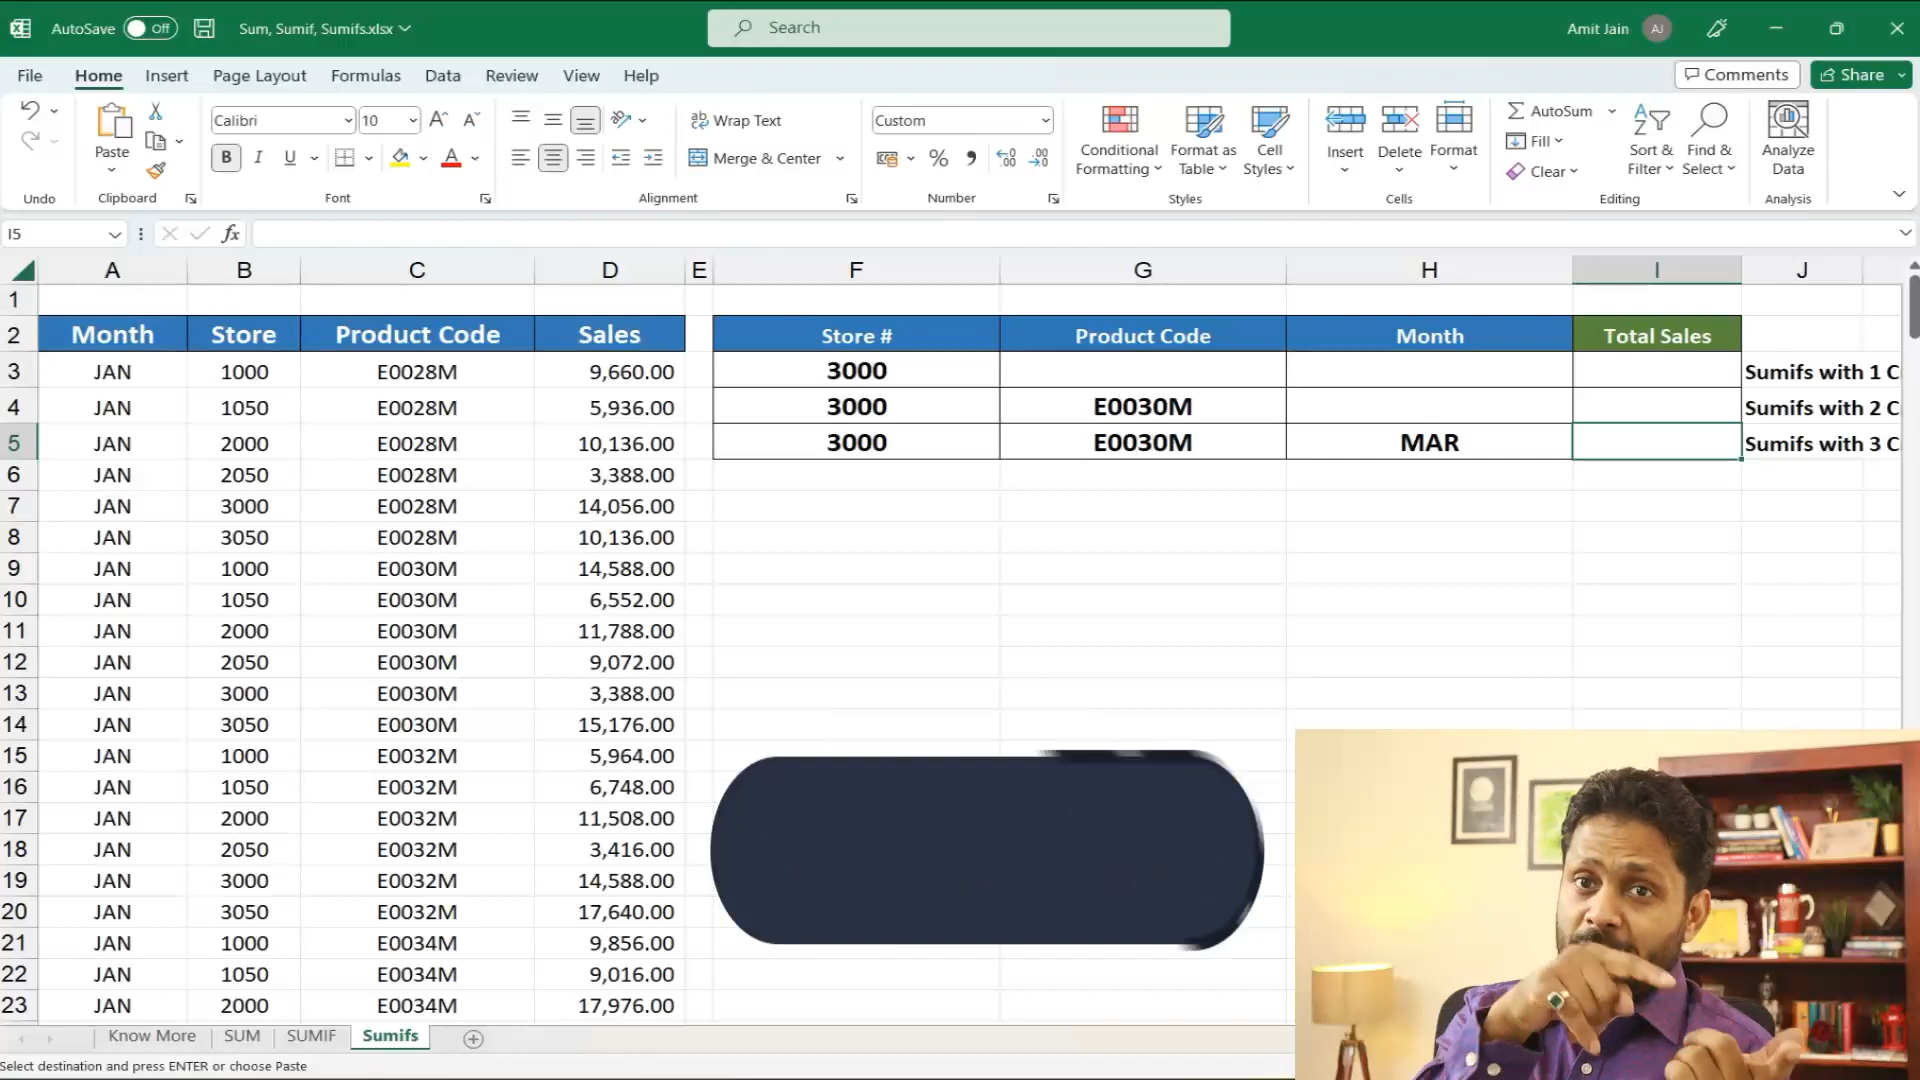 AutoSave Off Sum, Sumif, Sumifs.xlsx Search Amit Jain AJ
File Home Insert Page Layout Formulas Data Review View Help Comments Share
Calibri 10 Wrap Text Custom AutoSum
Paste Conditional Formatting Format as Table Cell Styles Insert Delete Format Fill Sort & Filter Find & Select Analyze Data
B I U A Merge & Center % Clear
Undo Clipboard Font Alignment Number Styles Cells Editing Analysis
I5 fx
A B C D E F G H I J
1
2 Month Store Product Code Sales Store # Product Code Month Total Sales
3 JAN 1000 E0028M 9,660.00 3000 Sumifs with 1 C
4 JAN 1050 E0028M 5,936.00 3000 E0030M Sumifs with 2 C
5 JAN 2000 E0028M 10,136.00 3000 E0030M MAR Sumifs with 3 C
6 JAN 2050 E0028M 3,388.00
7 JAN 3000 E0028M 14,056.00
8 JAN 3050 E0028M 10,136.00
9 JAN 1000 E0030M 14,588.00
10 JAN 1050 E0030M 6,552.00
11 JAN 2000 E0030M 11,788.00
12 JAN 2050 E0030M 9,072.00
13 JAN 3000 E0030M 3,388.00
14 JAN 3050 E0030M 15,176.00
15 JAN 1000 E0032M 5,964.00
16 JAN 1050 E0032M 6,748.00
17 JAN 2000 E0032M 11,508.00
18 JAN 2050 E0032M 3,416.00
19 JAN 3000 E0032M 14,588.00
20 JAN 3050 E0032M 17,640.00
21 JAN 1000 E0034M 9,856.00
22 JAN 1050 E0034M 9,016.00
23 JAN 2000 E0034M 17,976.00
Know More SUM SUMIF Sumifs
Select destination and press ENTER or choose Paste